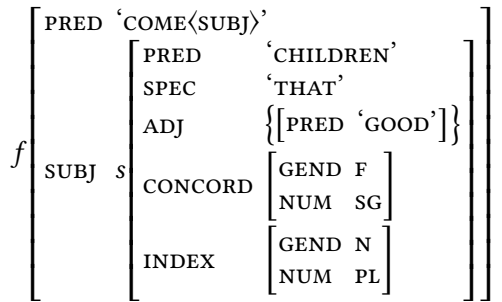 PRED ‘COME⟨SUBJ⟩’
PRED ‘CHILDREN’
SPEC ‘THAT’
ADJ {[PRED ‘GOOD’]}
f SUBJ s
CONCORD [GEND F
NUM SG]
INDEX [GEND N
NUM PL]